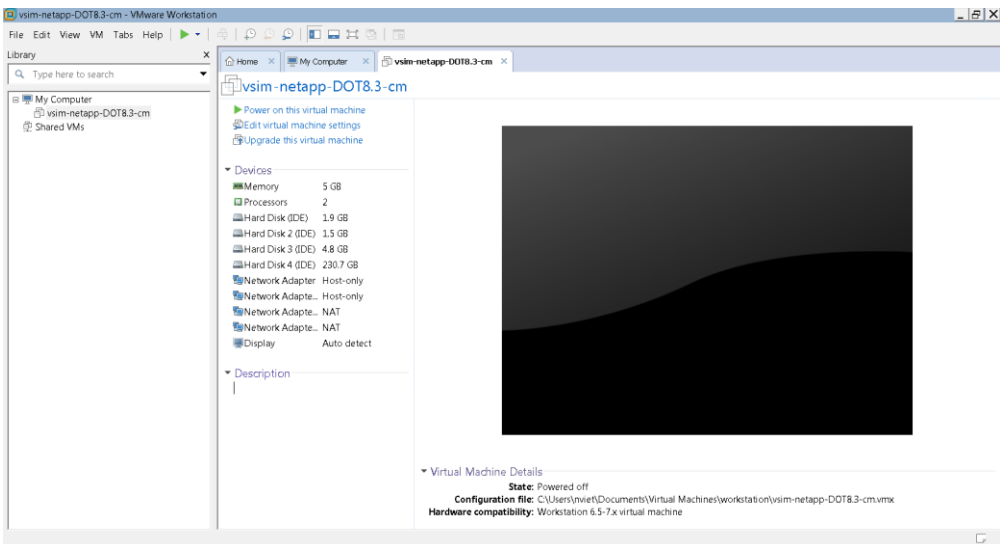 vsim-netapp-DOT8.3-cm - VMware Workstation
File Edit View VM Tabs Help
Library
Type here to search
My Computer
vsim-netapp-DOT8.3-cm
Shared VMs
Home
My Computer
vsim-netapp-DOT8.3-cm
vsim-netapp-DOT8.3-cm
Power on this virtual machine
Edit virtual machine settings
Upgrade this virtual machine
Devices
Memory 5 GB
Processors 2
Hard Disk (IDE) 1.9 GB
Hard Disk 2 (IDE) 1.5 GB
Hard Disk 3 (IDE) 4.8 GB
Hard Disk 4 (IDE) 230.7 GB
Network Adapter Host-only
Network Adapte... Host-only
Network Adapte... NAT
Network Adapte... NAT
Display Auto detect
Description
Virtual Machine Details
State: Powered off
Configuration file: C:\Users\nviet\Documents\Virtual Machines\workstation\vsim-netapp-DOT8.3-cm.vmx
Hardware compatibility: Workstation 6.5-7.x virtual machine